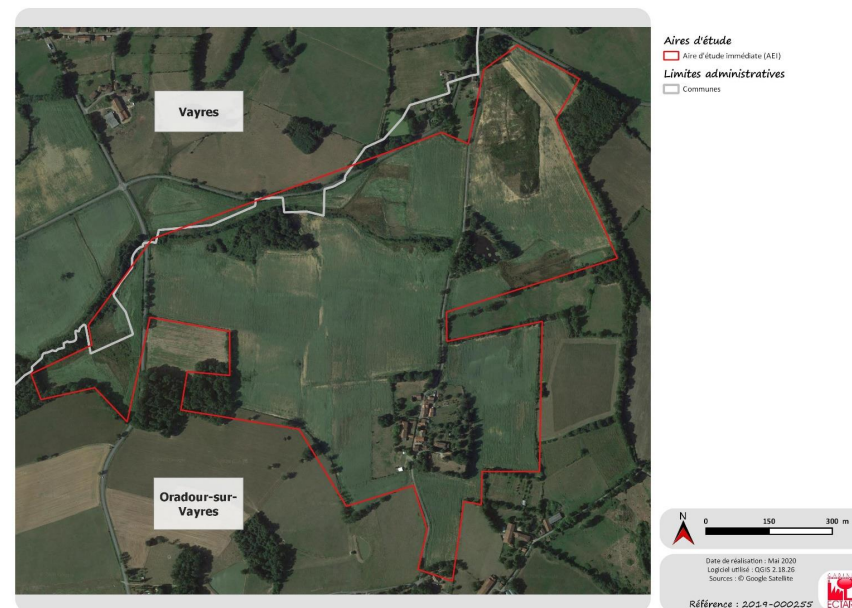 Vayres
Oradour-sur-
Vayres
Aires d'étude
Aire d'étude immédiate (AEI)
Limites administratives
Communes
N
0 150 300 m
Date de réalisation : Mai 2020
Logiciel utilisé : QGIS 2.18.26
Sources : © Google Satellite
Référence : 2019-000255
ECTARE